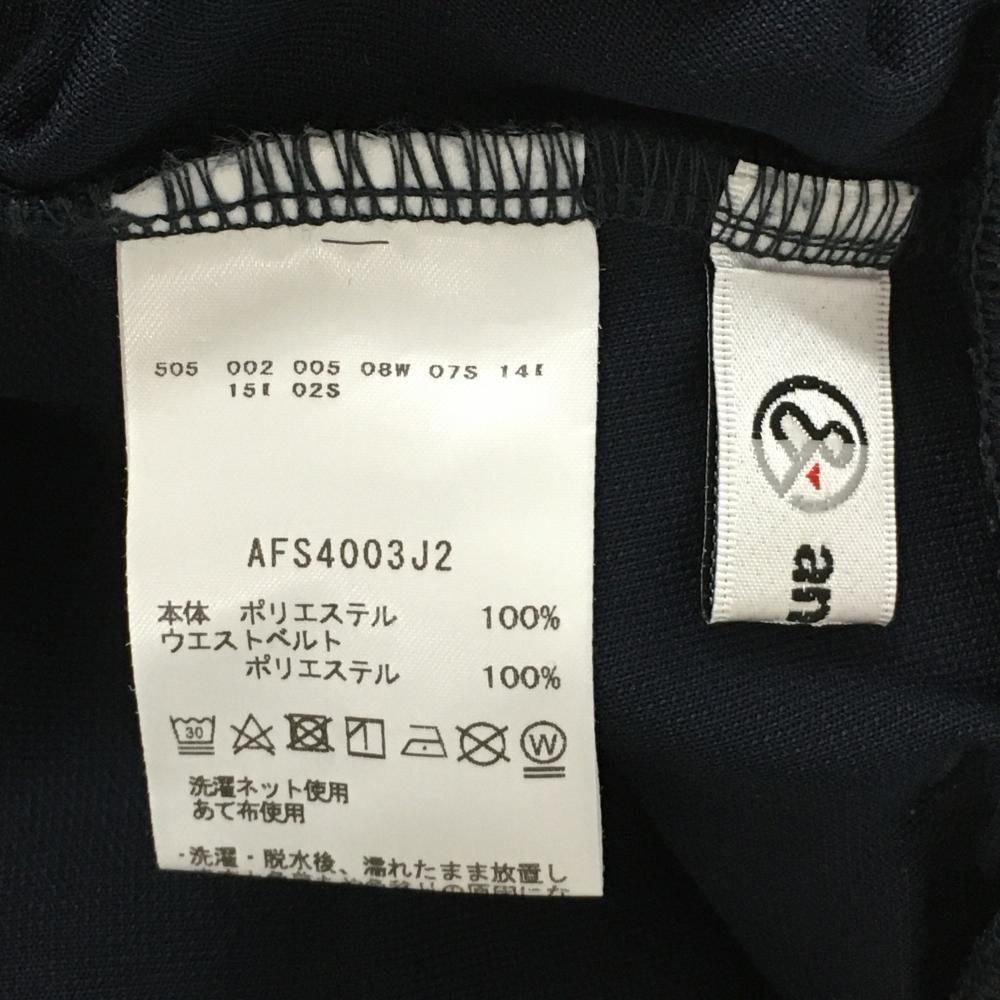 505 002 005 08W 07S 14I
15I 02S
AFS4003J2
本体 ポリエステル 100%
ウエストベルト
ポリエステル 100%
30
W
洗濯ネット使用
あて布使用
・洗濯・脱水後、濡れたまま放置し
an